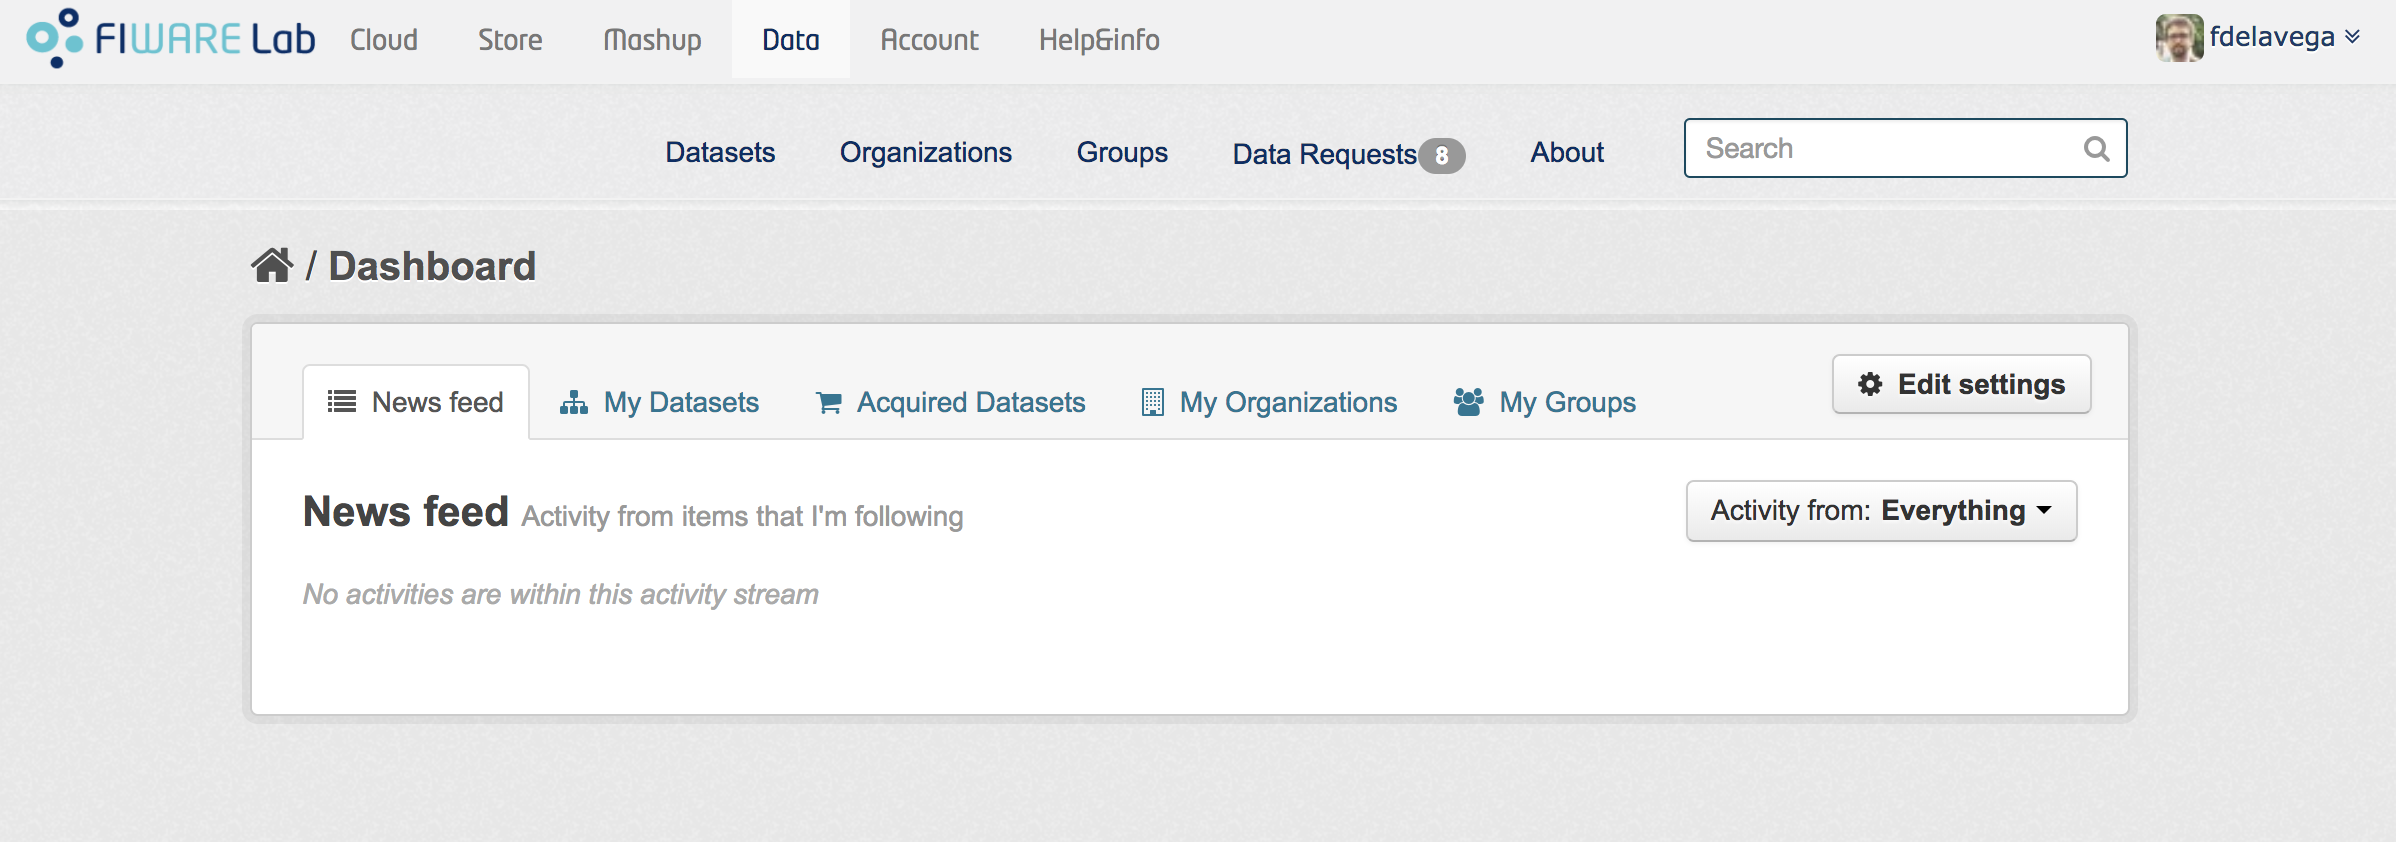 FIWARE Lab Cloud Store Mashup Data Account Help&info fdelavega
Datasets Organizations Groups Data Requests 8 About Search
/ Dashboard
News feed My Datasets Acquired Datasets My Organizations My Groups Edit settings
News feed Activity from items that I'm following Activity from: Everything
No activities are within this activity stream